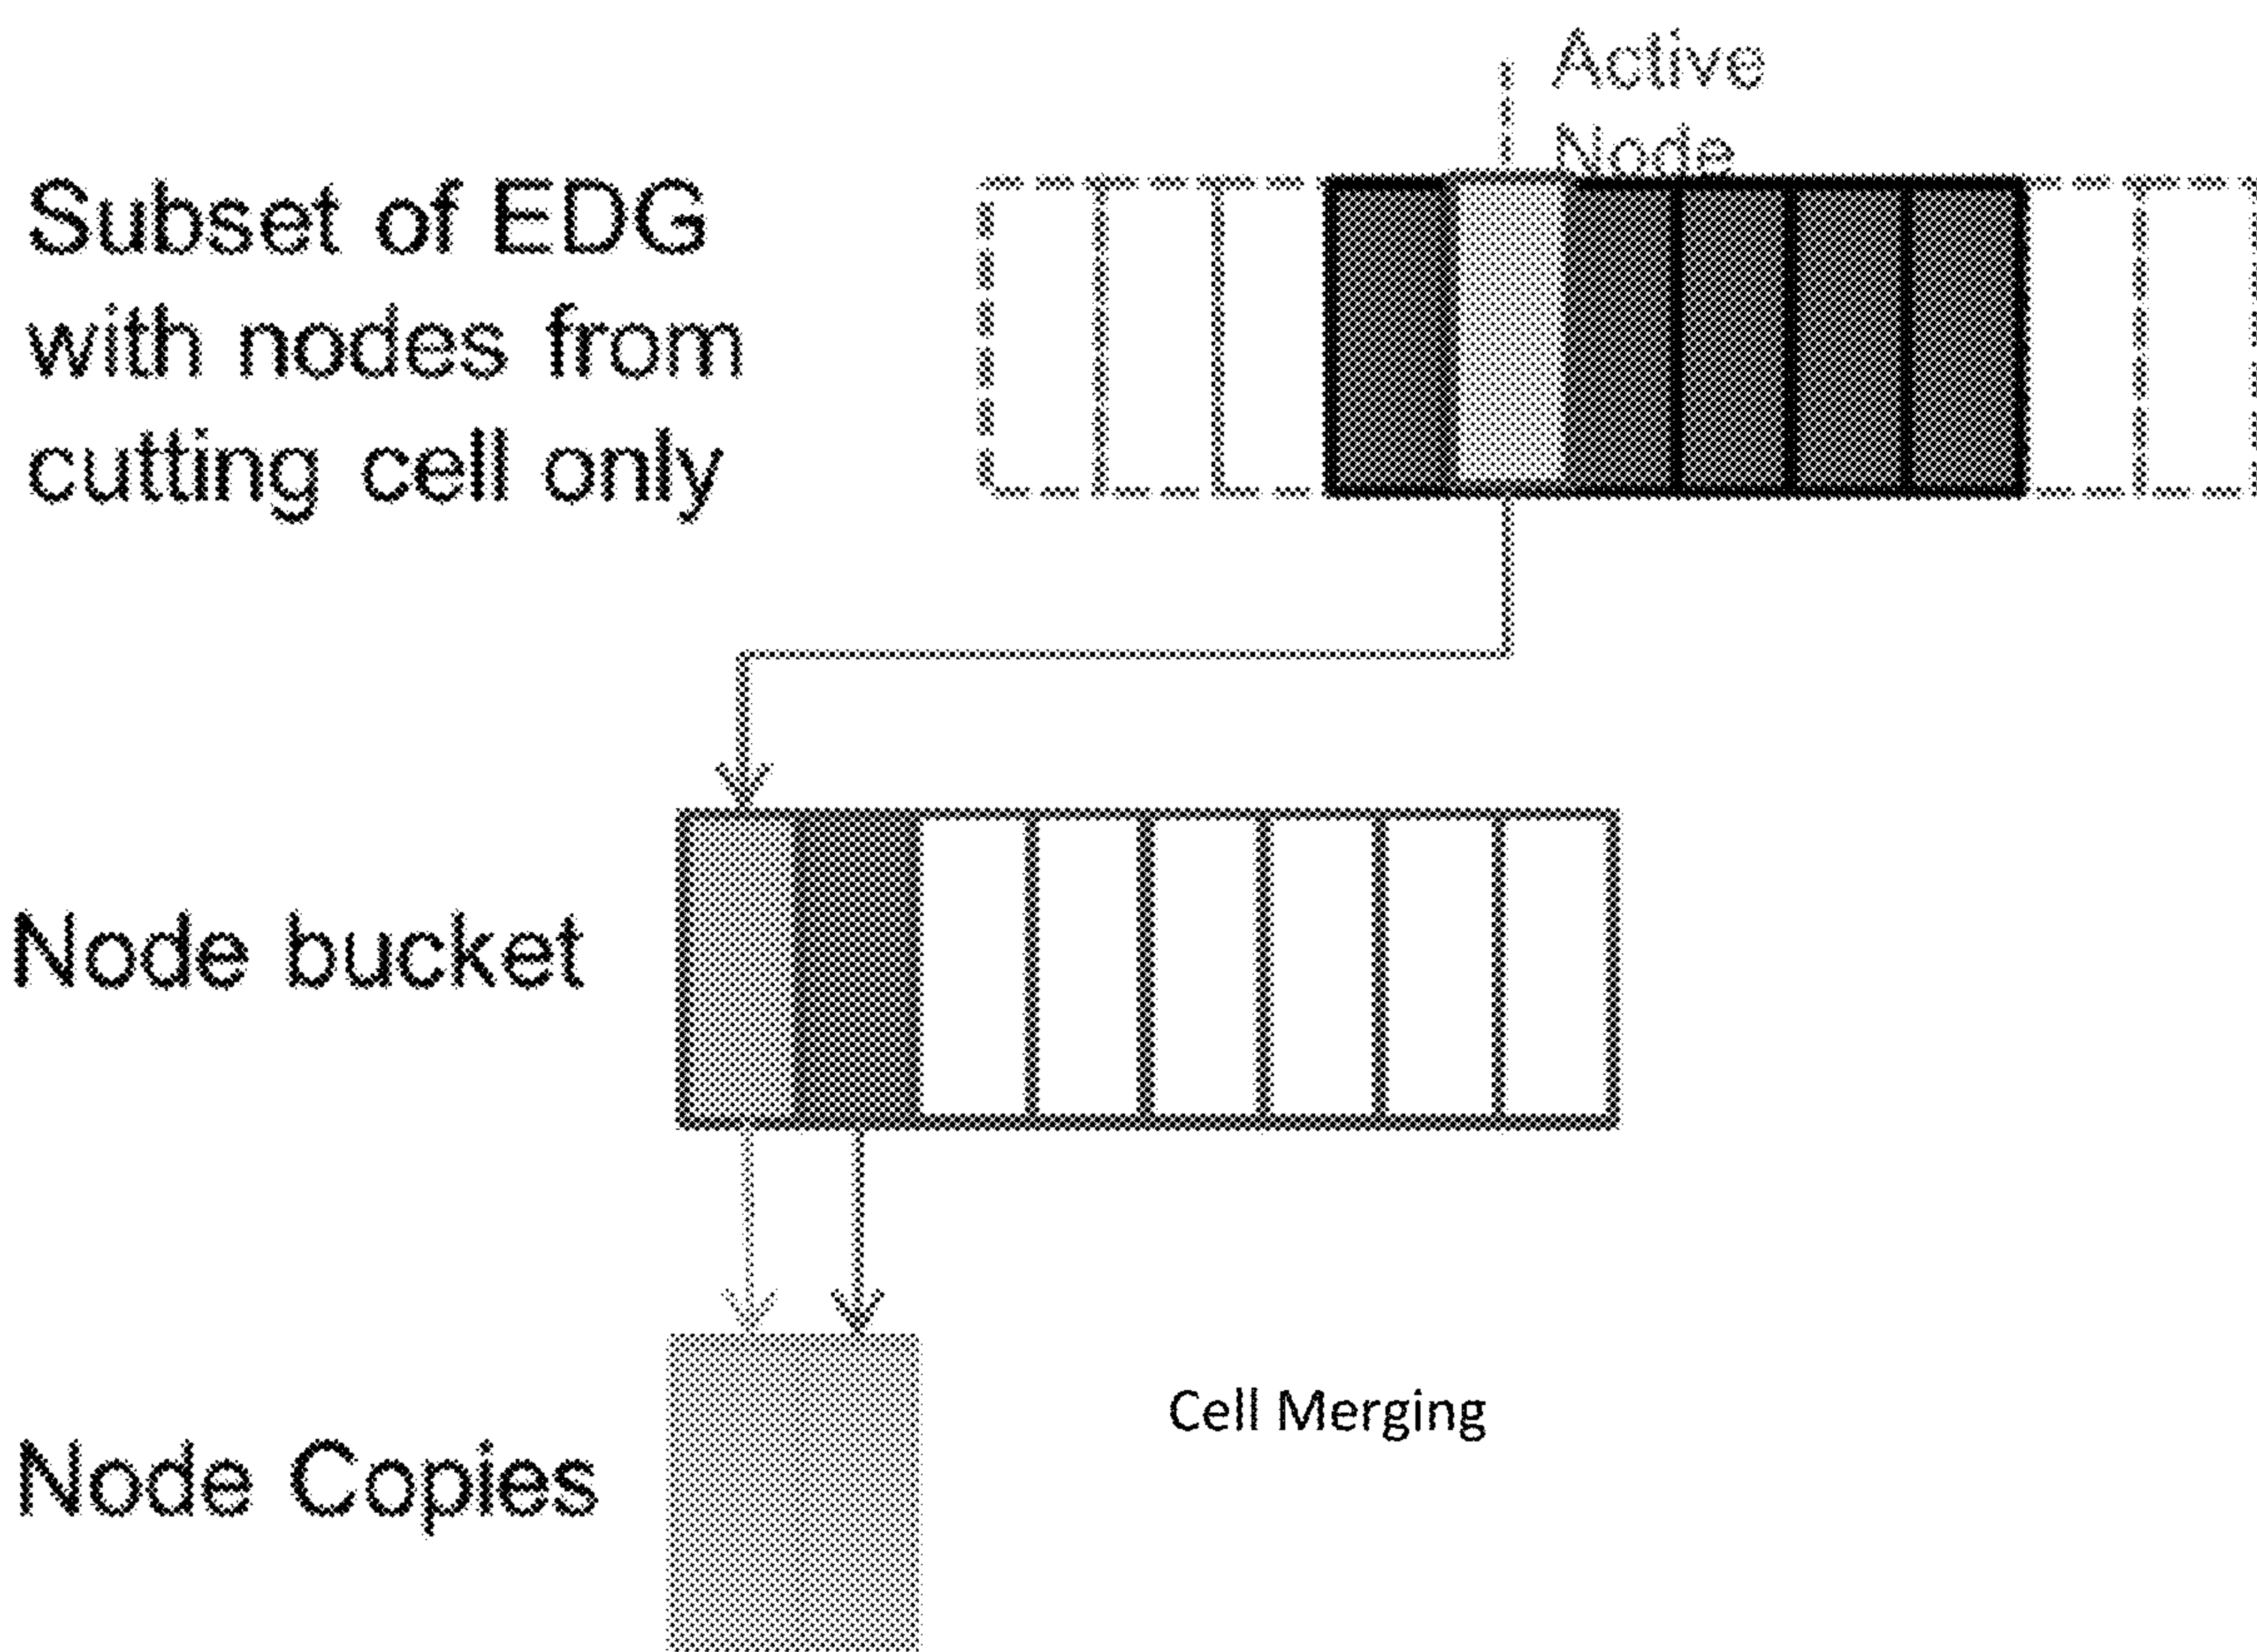 Active
Node
Subset of EDG
with nodes from
cutting cell only
Node bucket
Cell Merging
Node Copies